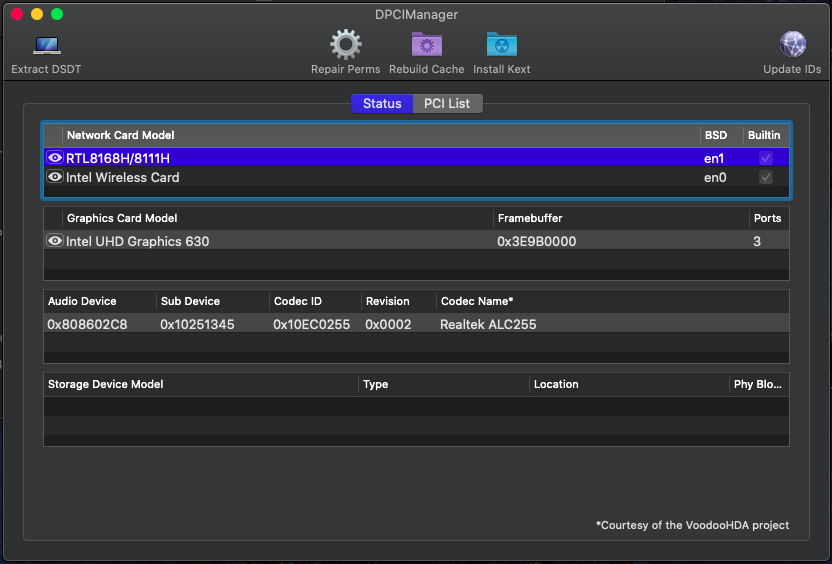 DPCIManager
Extract DSDT Repair Perms Rebuild Cache Install Kext Update IDs
Status PCI List
Network Card Model BSD Builtin
RTL8168H/8111H en1
Intel Wireless Card en0
Graphics Card Model Framebuffer Ports
Intel UHD Graphics 630 0x3E9B0000 3
Audio Device Sub Device Codec ID Revision Codec Name*
0x808602C8 0x10251345 0x10EC0255 0x0002 Realtek ALC255
Storage Device Model Type Location Phy Blo...
*Courtesy of the VoodooHDA project